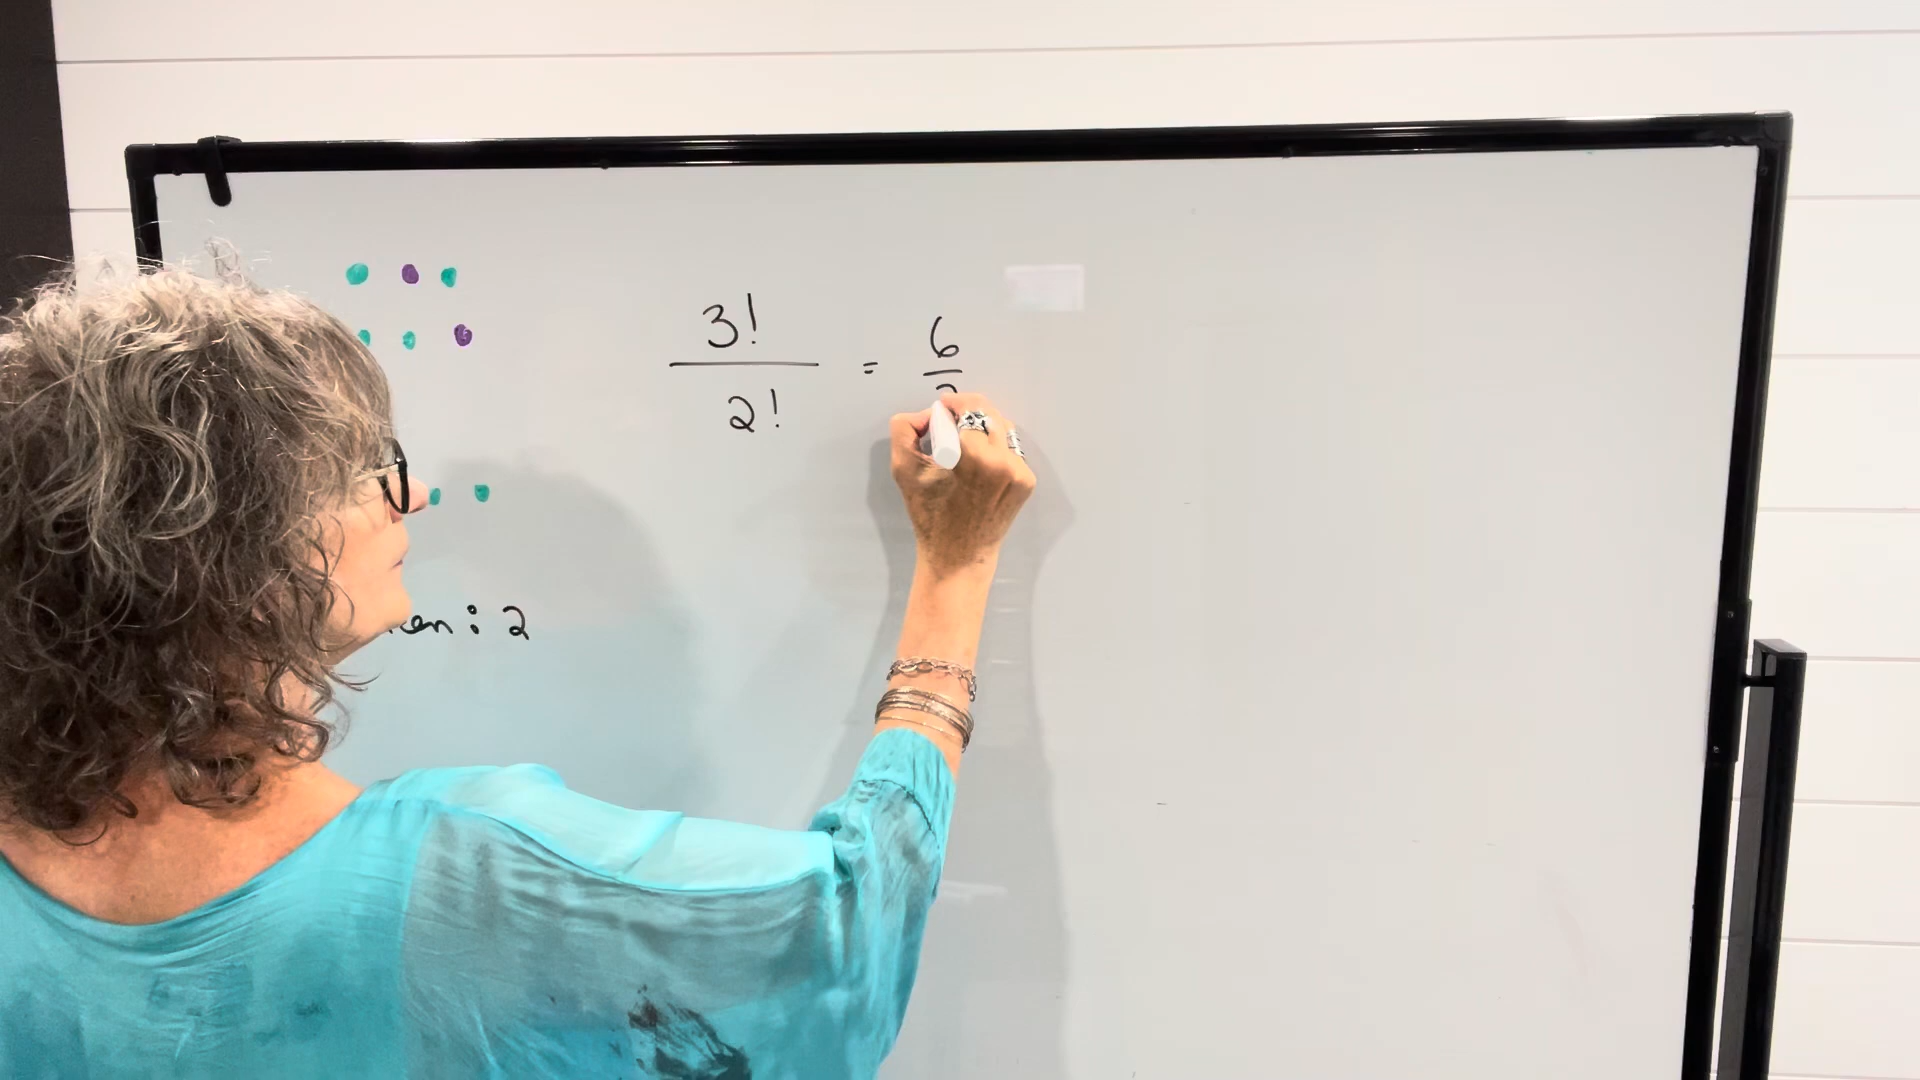 3! / 2! = 6 /
: 2